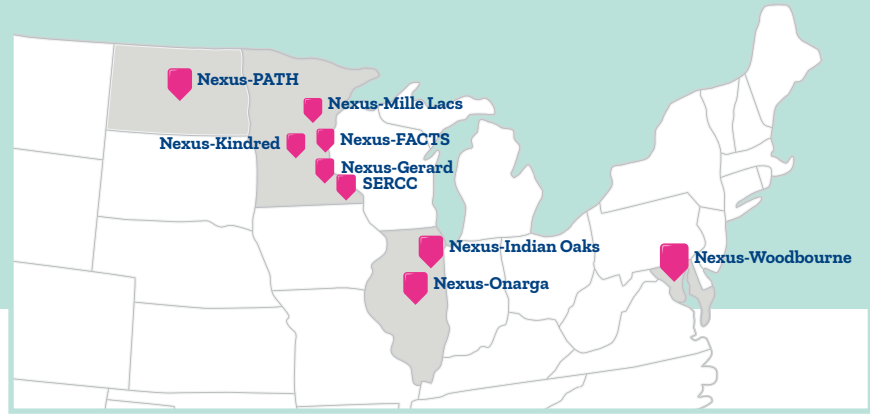 Nexus-PATH
Nexus-Mille Lacs
Nexus-Kindred
Nexus-FACTS
Nexus-Gerard
SERCC
Nexus-Indian Oaks
Nexus-Woodbourne
Nexus-Onarga